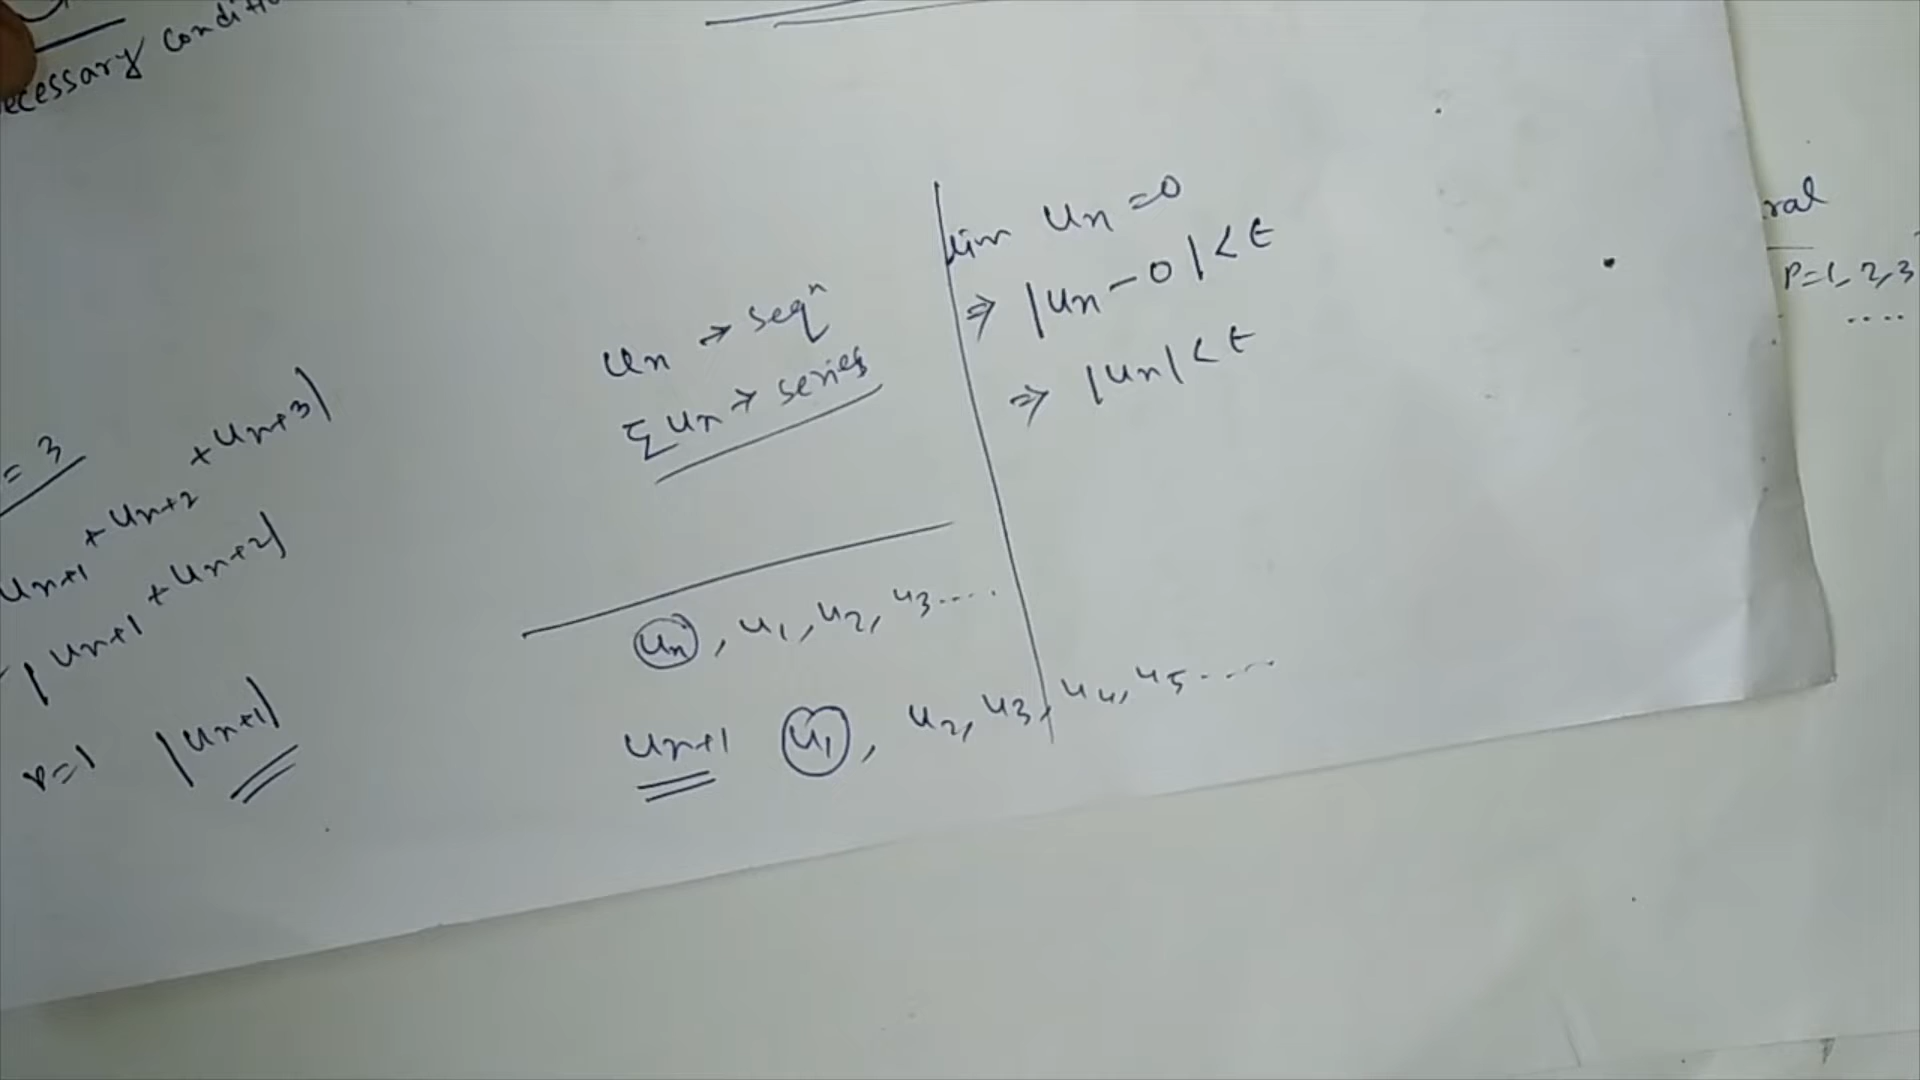 ecessary conditi
lim un =0
⇒ |un - 0| < ε
⇒ |un| < ε
un → seqⁿ
Σun → series
= 3
un+1 + un+2 + un+3|
| un+1 + un+2|
p=1 |un+1|
un, u1, u2, u3....
un+1 u1, u2, u3, u4, u5.....
ral
P=1, 2, 3
....